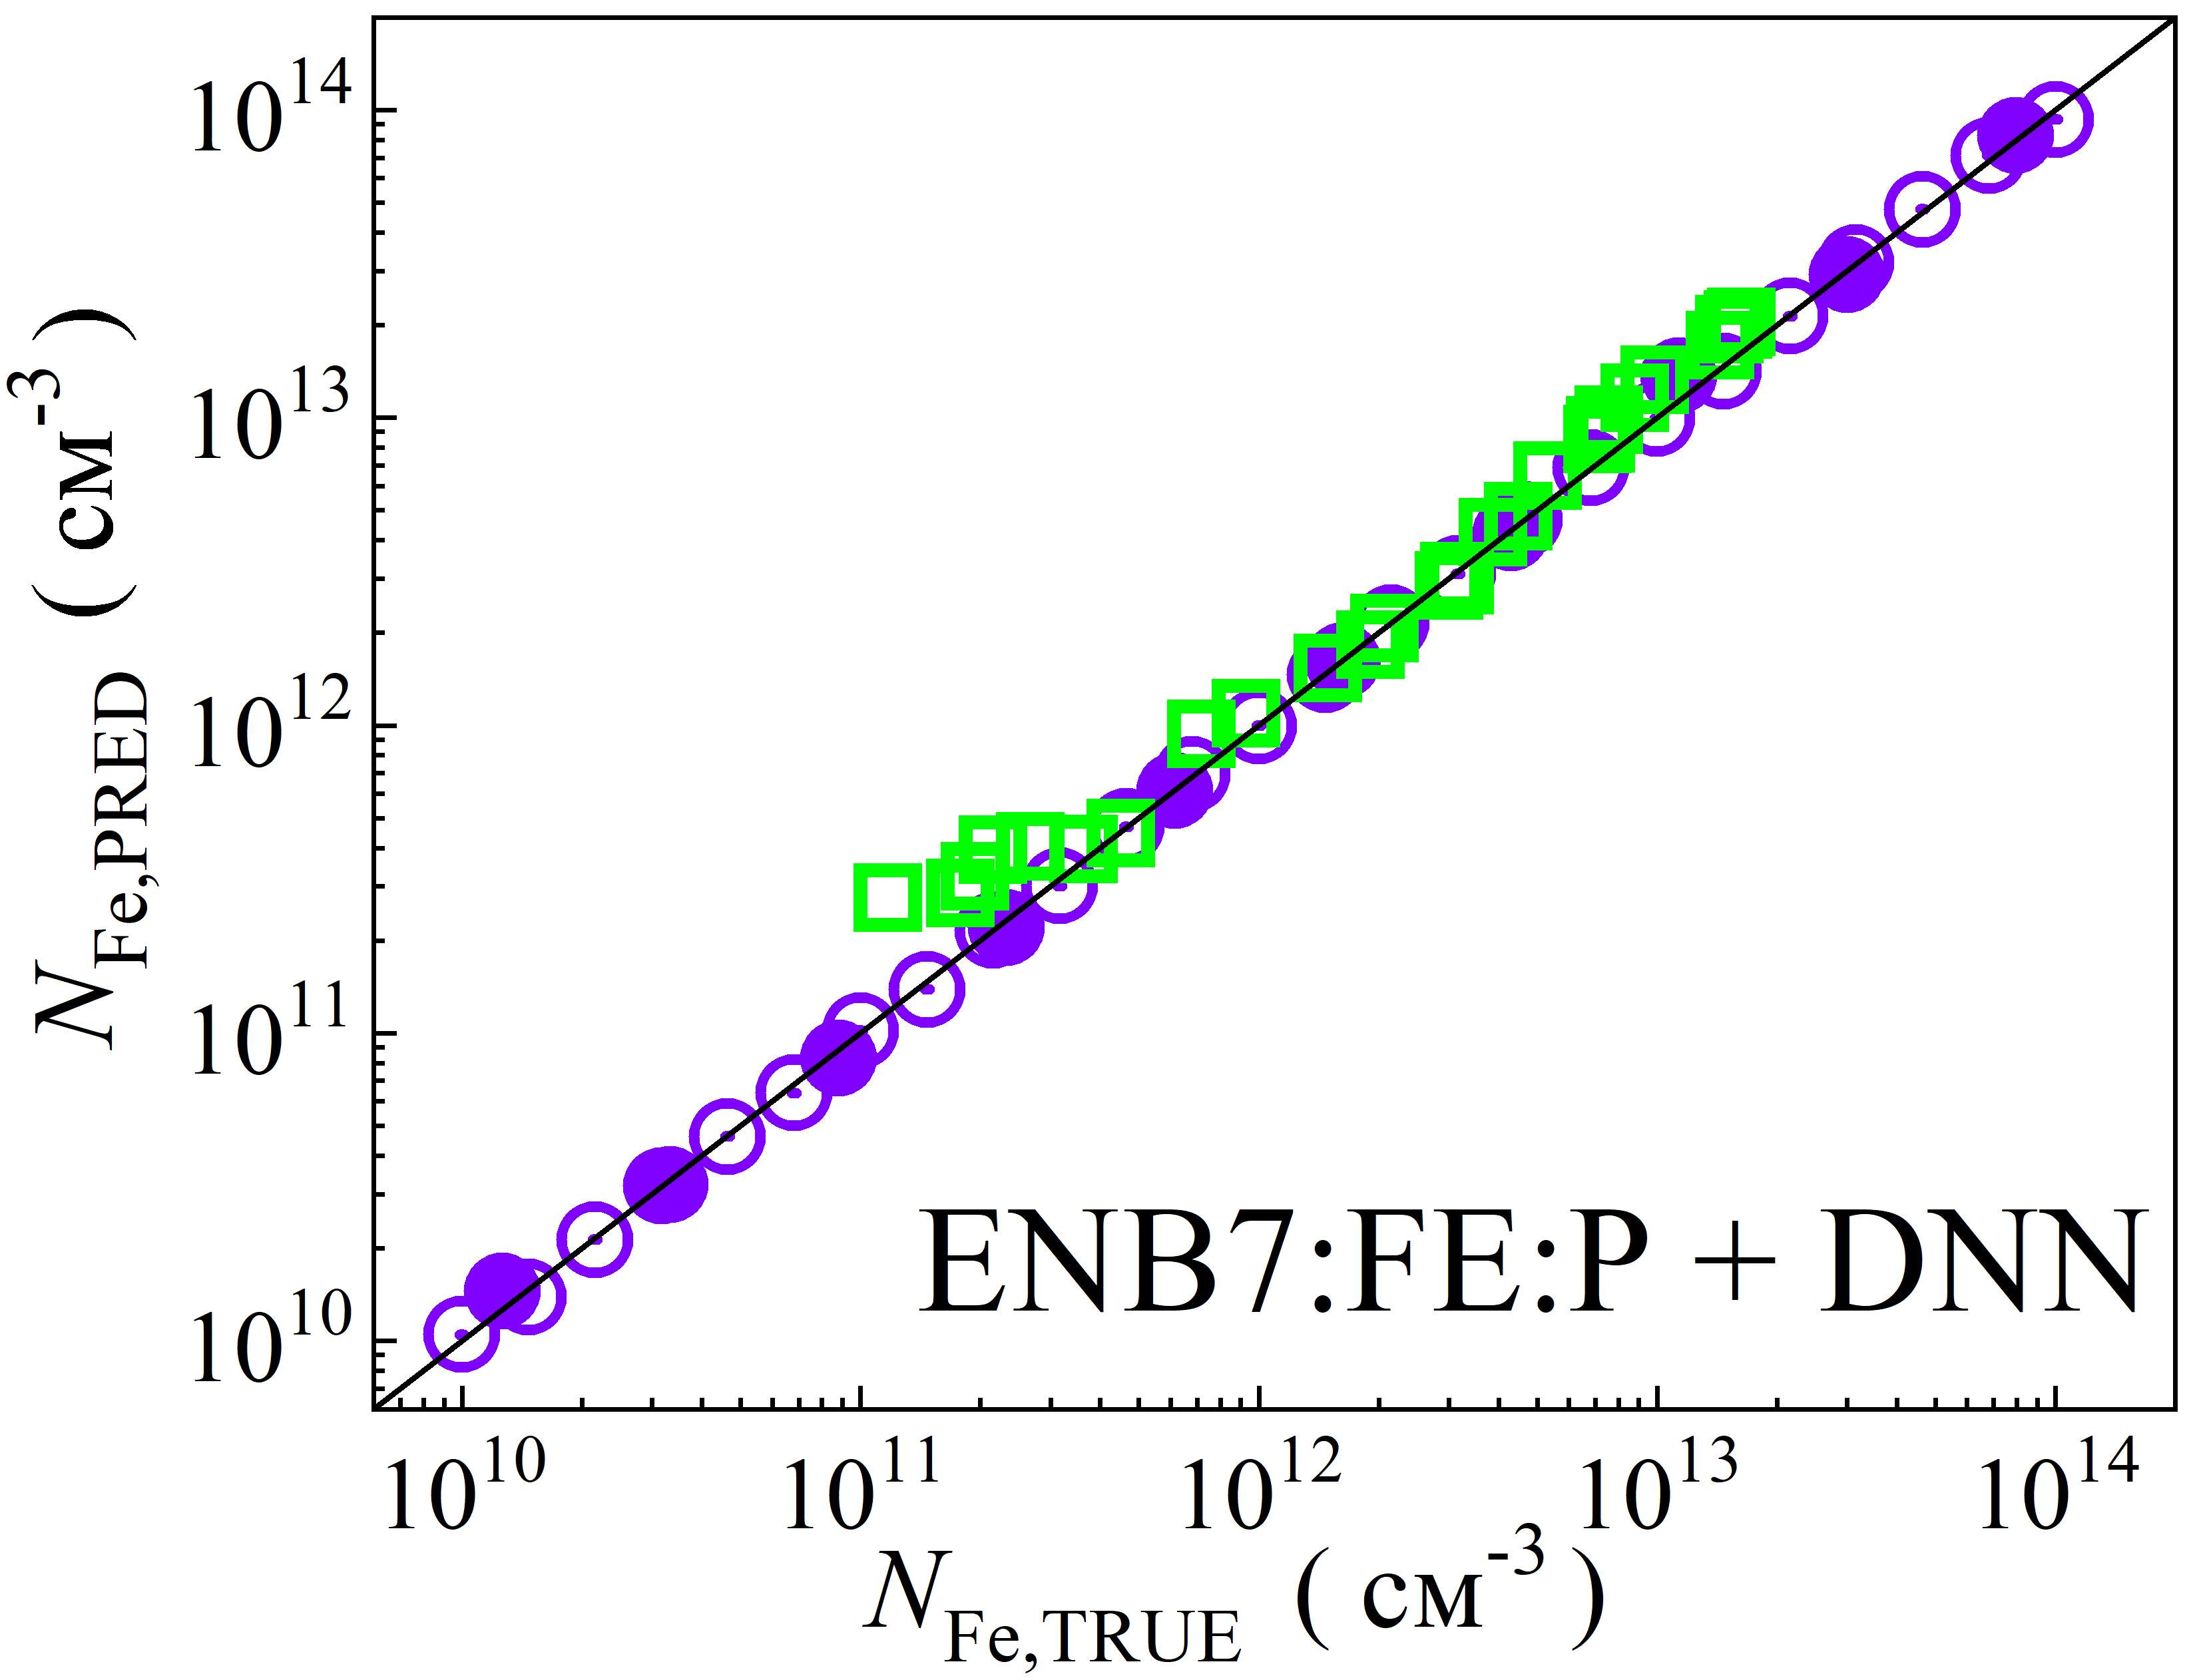 N_Fe,PRED ( см^-3 )
10^14
10^13
10^12
10^11
10^10
ENB7:FE:P + DNN
10^10 10^11 10^12 10^13 10^14
N_Fe,TRUE ( см^-3 )